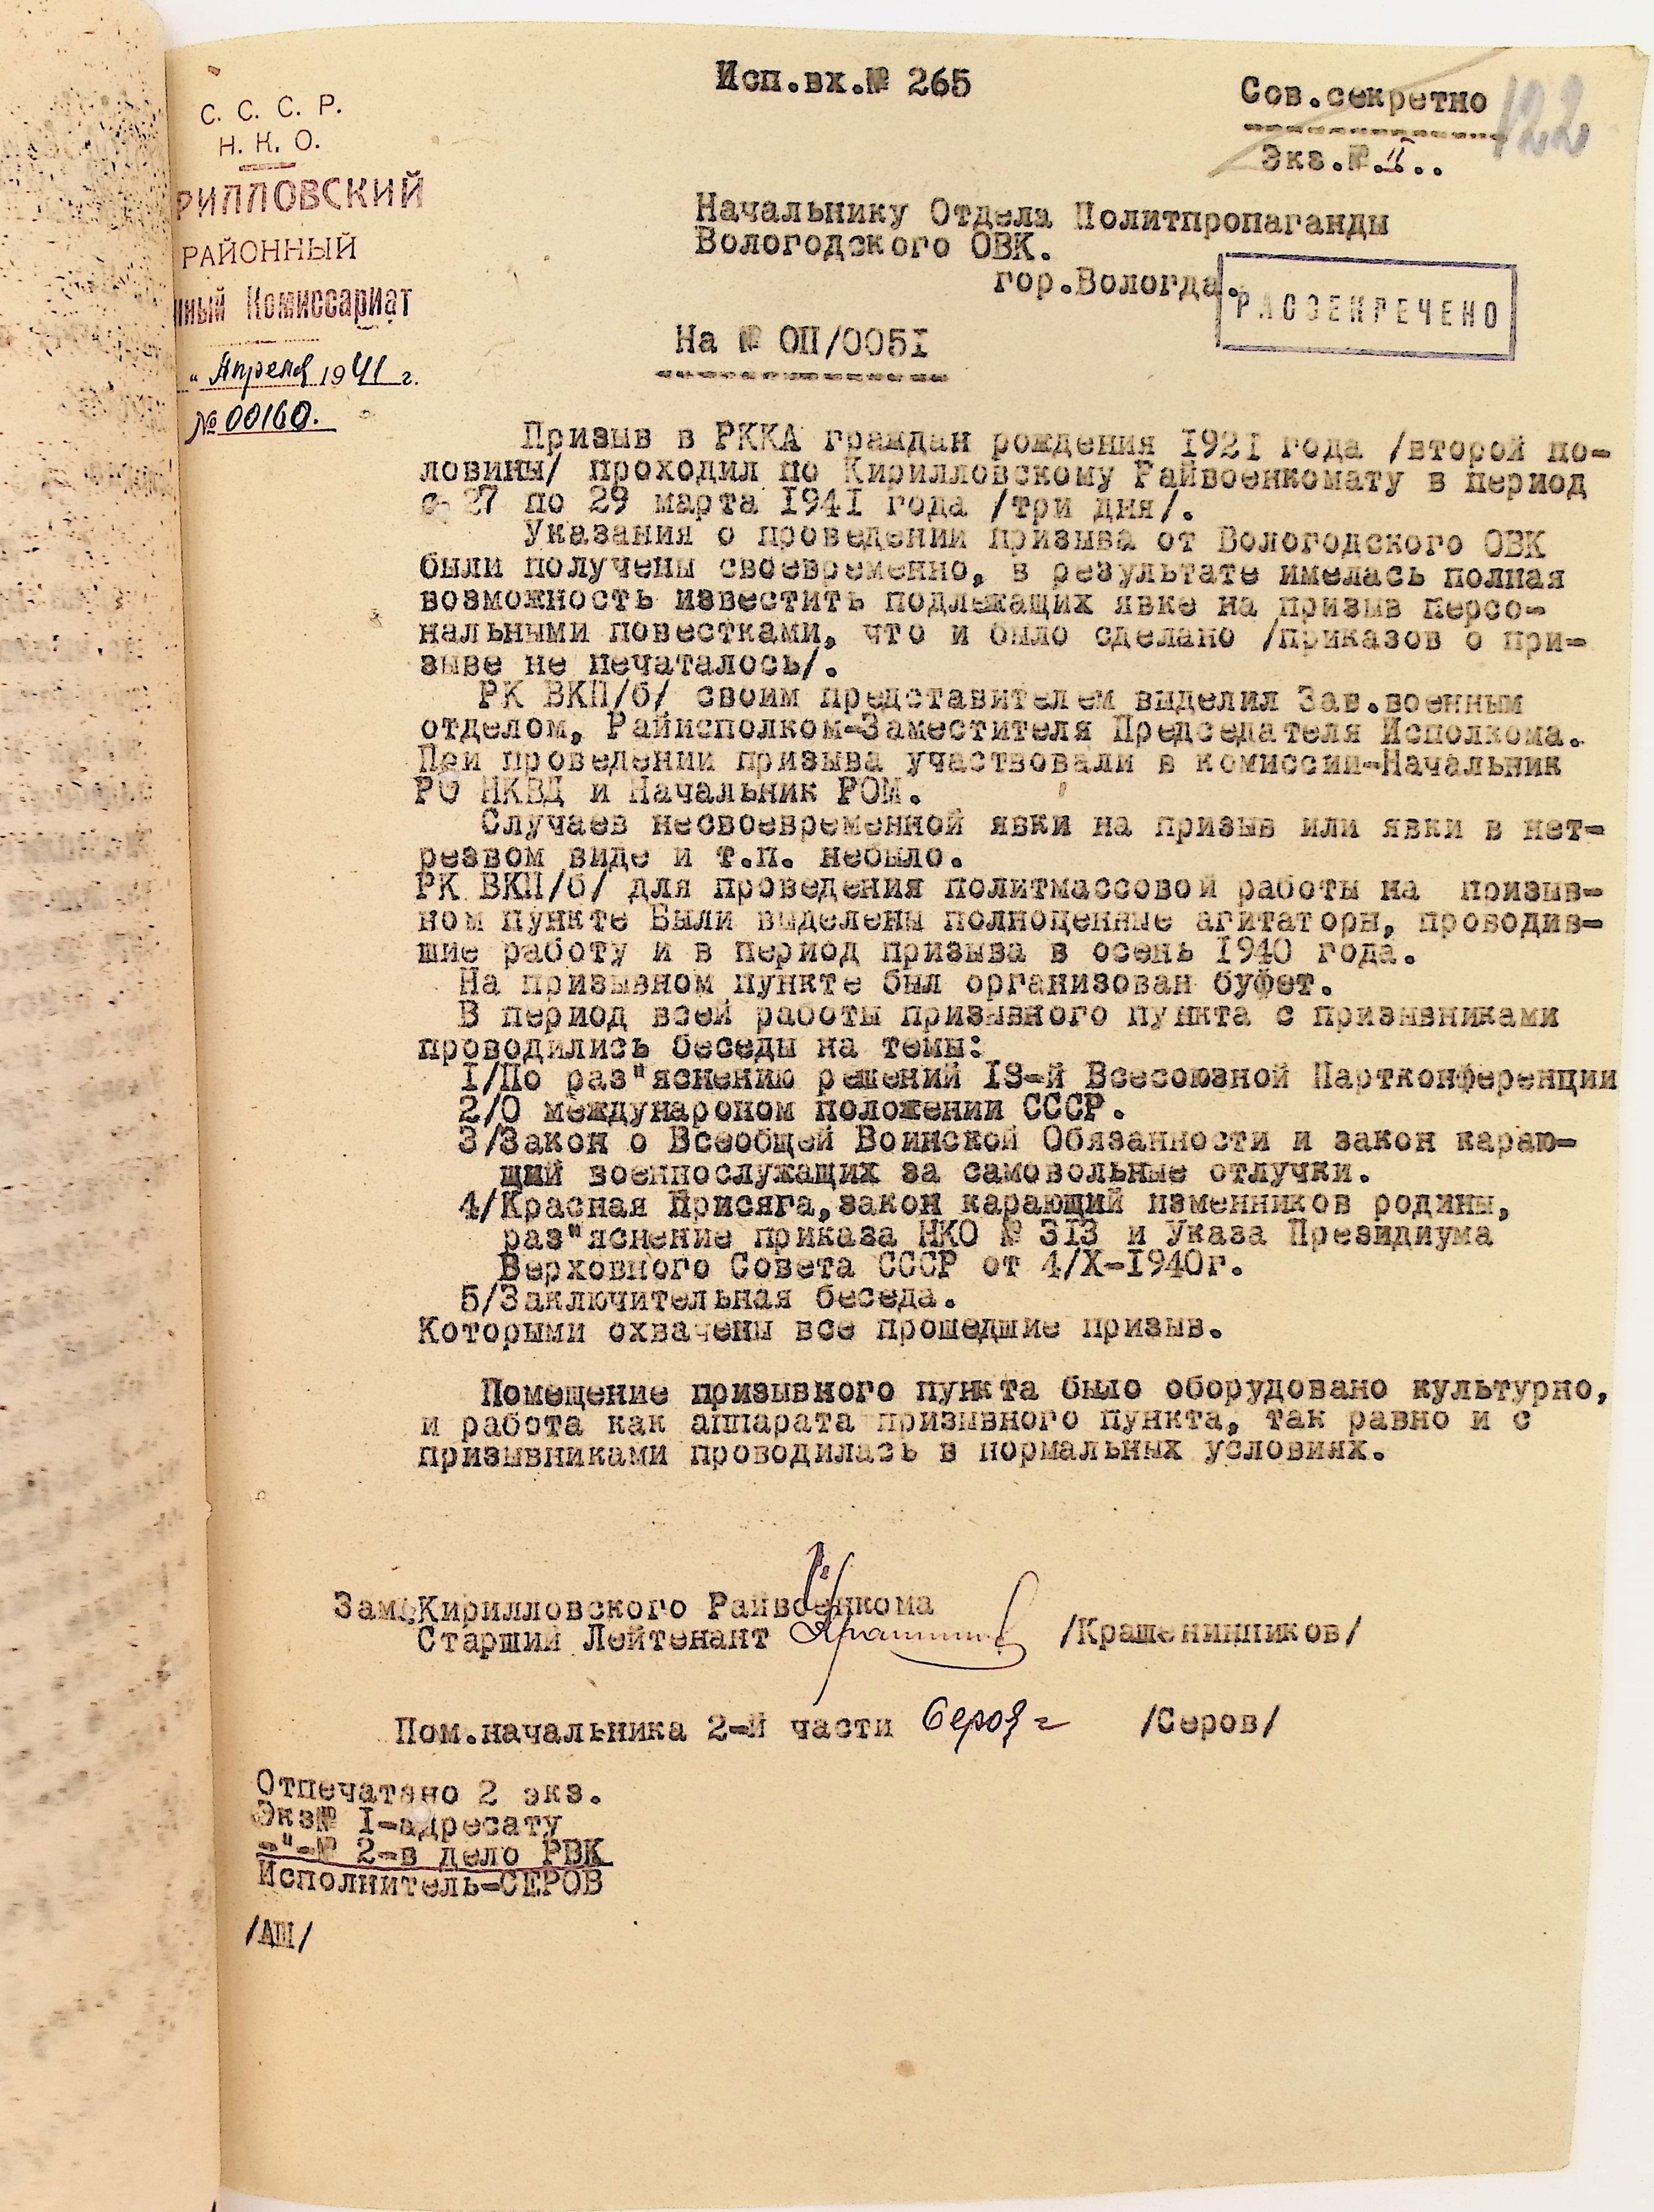 Исп.вх.№ 265
Сов.секретно
122
Экз.№ II..
С. С. С. Р.
Н. К. О.
РИЛЛОВСКИЙ
РАЙОННЫЙ
нный Комиссариат
" Апреля 1941 г.
№ 00160.
Начальнику Отдела Политпропаганды
Вологодского ОВК.
гор.Вологда.
РАССЕКРЕЧЕНО
На № ОП/0051
Призыв в РККА граждан рождения 1921 года /второй по-
ловины/ проходил по Кирилловскому Райвоенкомату в период
с 27 по 29 марта 1941 года /три дня/.
Указания о проведении призыва от Вологодского ОВК
были получены своевременно, в результате имелась полная
возможность известить подлежащих явке на призыв персо-
нальными повестками, что и было сделано /приказов о при-
зыве не печаталось/.
РК ВКП/б/ своим представителем выделил Зав.военным
отделом, Райисполком-Заместителя Председателя Исполкома.
При проведении призыва участвовали в комиссии-Начальник
РО НКВД и Начальник РОМ.
Случаев несвоевременной явки на призыв или явки в нет-
резвом виде и т.п. небыло.
РК ВКП/б/ для проведения политмассовой работы на призыв-
ном пункте Были выделены полноценные агитаторы, проводив-
шие работу и в период призыва в осень 1940 года.
На призывном пункте был организован буфет.
В период всей работы призывного пункта с призывниками
проводились беседы на темы:
1/По раз"яснению решений 18-й Всесоюзной Партконференции
2/О междунароном положении СССР.
3/Закон о Всеобщей Воинской Обязанности и закон караю-
щий военнослужащих за самовольные отлучки.
4/Красная Присяга,закон карающий изменников родины,
раз"яснение приказа НКО № 313 и Указа Президиума
Верховного Совета СССР от 4/X-1940г.
5/Заключительная беседа.
Которыми охвачены все прошедшие призыв.
Помещение призывного пункта было оборудовано культурно,
и работа как аппарата призывного пункта, так равно и с
призывниками проводилась в нормальных условиях.
Зам.Кирилловского Райвоенкома
Старший Лейтенант /Крашенинников/
Пом.начальника 2-й части Серов /Серов/
Отпечатано 2 экз.
Экз№ 1-адресату
-"-№ 2-в дело РВК
Исполнитель-СЕРОВ
/АШ/